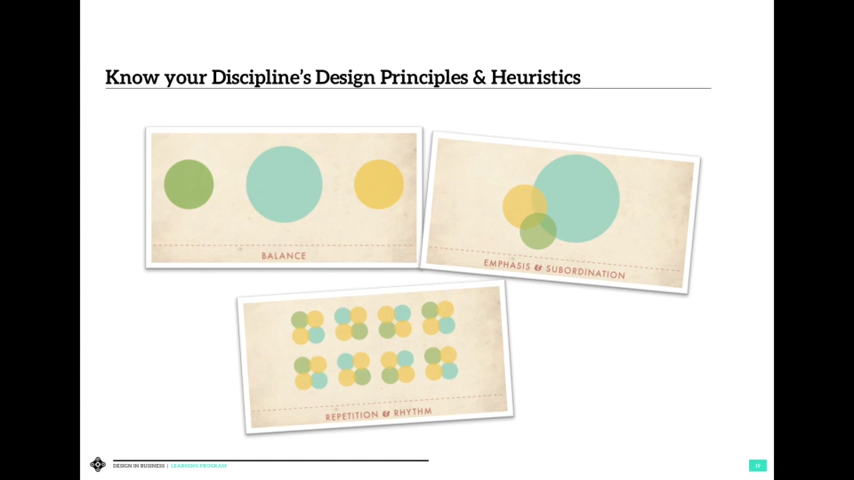 Know your Discipline's Design Principles & Heuristics
BALANCE
EMPHASIS & SUBORDINATION
REPETITION & RHYTHM
DESIGN IN BUSINESS | LEARNING PROGRAM